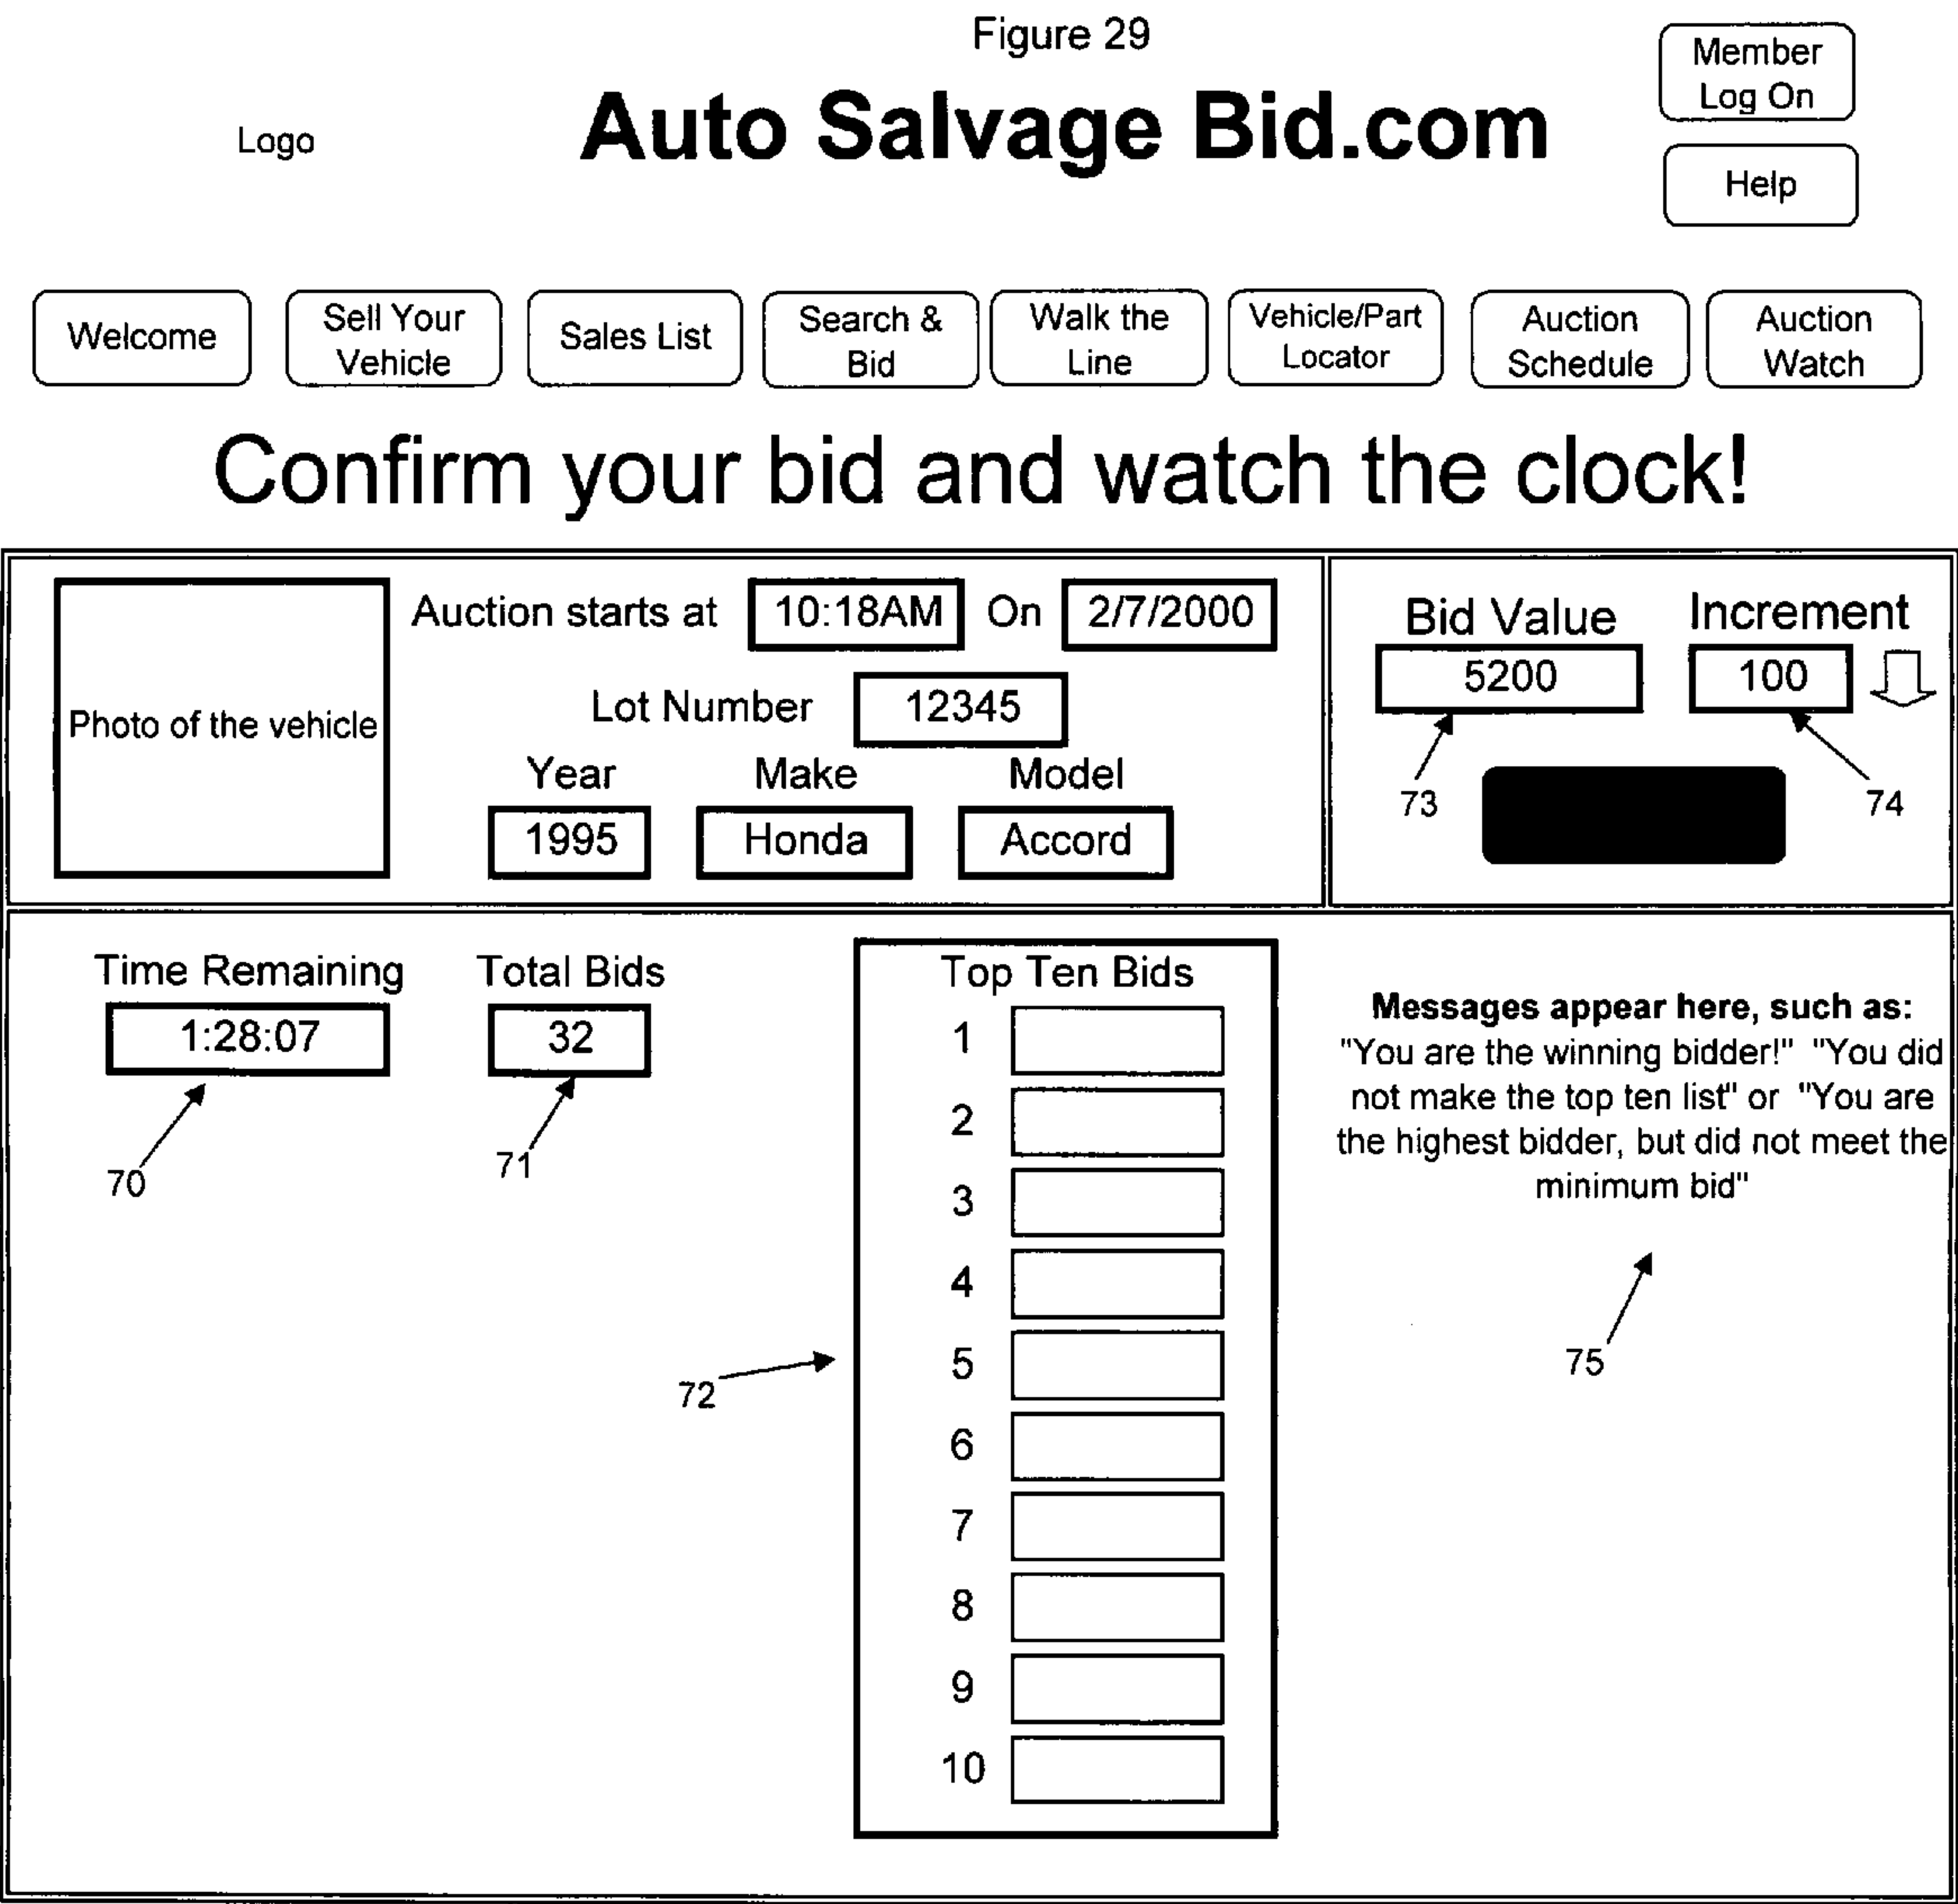 Figure 29
Member
Log On
Logo
Auto Salvage Bid.com
Help
Welcome
Sell Your
Vehicle
Sales List
Search &
Bid
Walk the
Line
Vehicle/Part
Locator
Auction
Schedule
Auction
Watch
Confirm your bid and watch the clock!
Photo of the vehicle
Auction starts at 10:18AM On 2/7/2000
Lot Number 12345
Year Make Model
1995 Honda Accord
Bid Value Increment
5200 100
73 74
Time Remaining Total Bids
1:28:07 32
70 71
Top Ten Bids
1
2
3
4
5
6
7
8
9
10
72
Messages appear here, such as:
"You are the winning bidder!" "You did
not make the top ten list" or "You are
the highest bidder, but did not meet the
minimum bid"
75